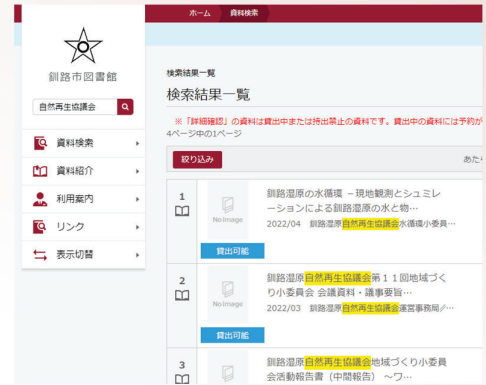 ホーム 資料検索
釧路市図書館
自然再生協議会
資料検索
資料紹介
利用案内
リンク
表示切替
検索結果一覧
検索結果一覧
※「詳細確認」の資料は貸出中または持出禁止の資料です。貸出中の資料には予約が
4ページ中の1ページ
絞り込み
あたら
1
No image
釧路湿原の水循環 －現地観測とシュミレ
ーションによる釧路湿原の水と物…
2022/04 釧路湿原自然再生協議会水循環小委員…
貸出可能
2
No image
釧路湿原自然再生協議会第１１回地域づく
り小委員会 会議資料・議事要旨…
2022/03 釧路湿原自然再生協議会運営事務局／…
貸出可能
3
釧路湿原自然再生協議会地域づくり小委員
会活動報告書（中間報告） ～ワ…